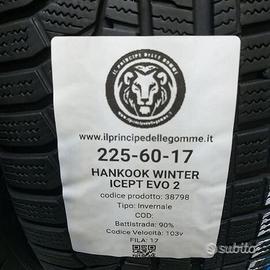 IL PRINCIPE DELLE GOMME
www.ilprincipedellegomme.it
225-60-17
HANKOOK WINTER
ICEPT EVO 2
codice prodotto: 38798
Tipo: Invernale
COD:
Battistrada: 90%
Codice Velocità: 103v
FILA: 17
subito